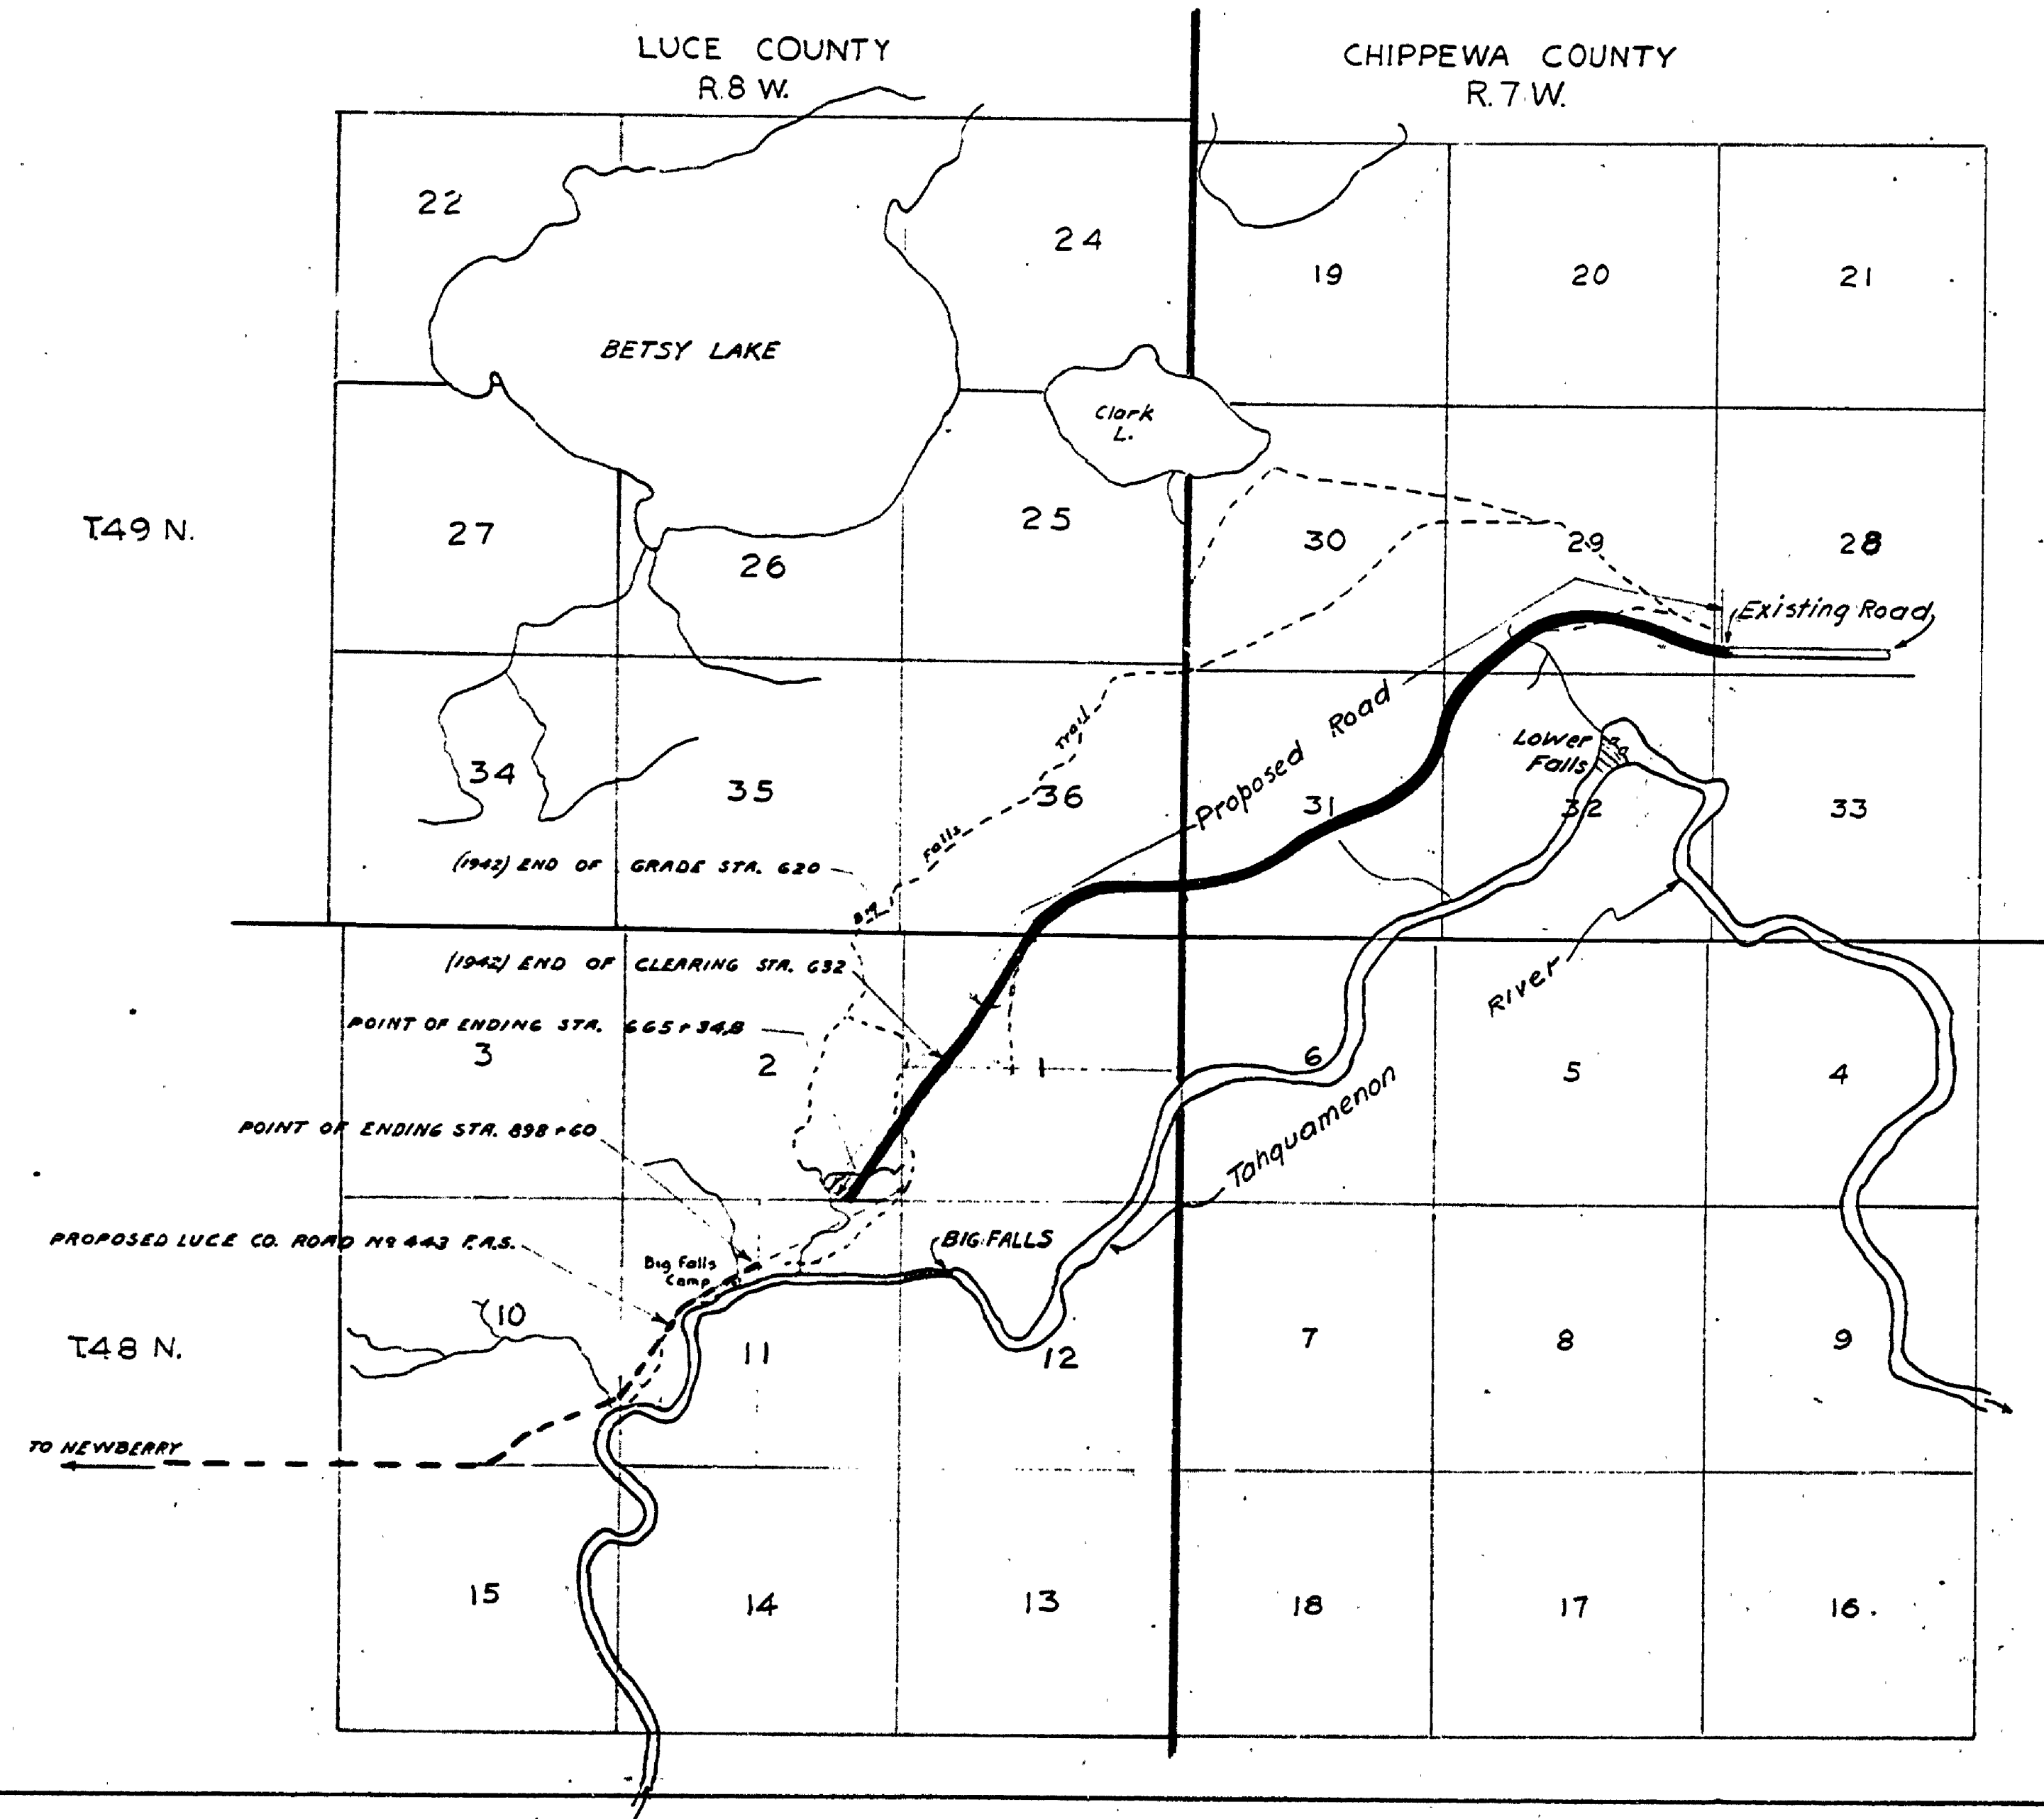 LUCE COUNTY
R.8 W.
CHIPPEWA COUNTY
R.7.W.
22
24
19
20
21
BETSY LAKE
Clark
L.
T.49 N.
27
26
25
30
29
28
Existing Road
34
35
36
31
32
33
Trail
Falls
Big
Proposed Road
Lower
Falls
(1942) END OF GRADE STA. 620
(1942) END OF CLEARING STA. 632
POINT OF ENDING STA. 665+34.8
3
2
1
6
5
4
River
Tahquamenon
POINT OF ENDING STA. 898+60
PROPOSED LUCE CO. ROAD Nº 443 F.A.S.
Big Falls
Camp
BIG FALLS
T.48 N.
10
11
12
7
8
9
TO NEWBERRY
15
14
13
18
17
16